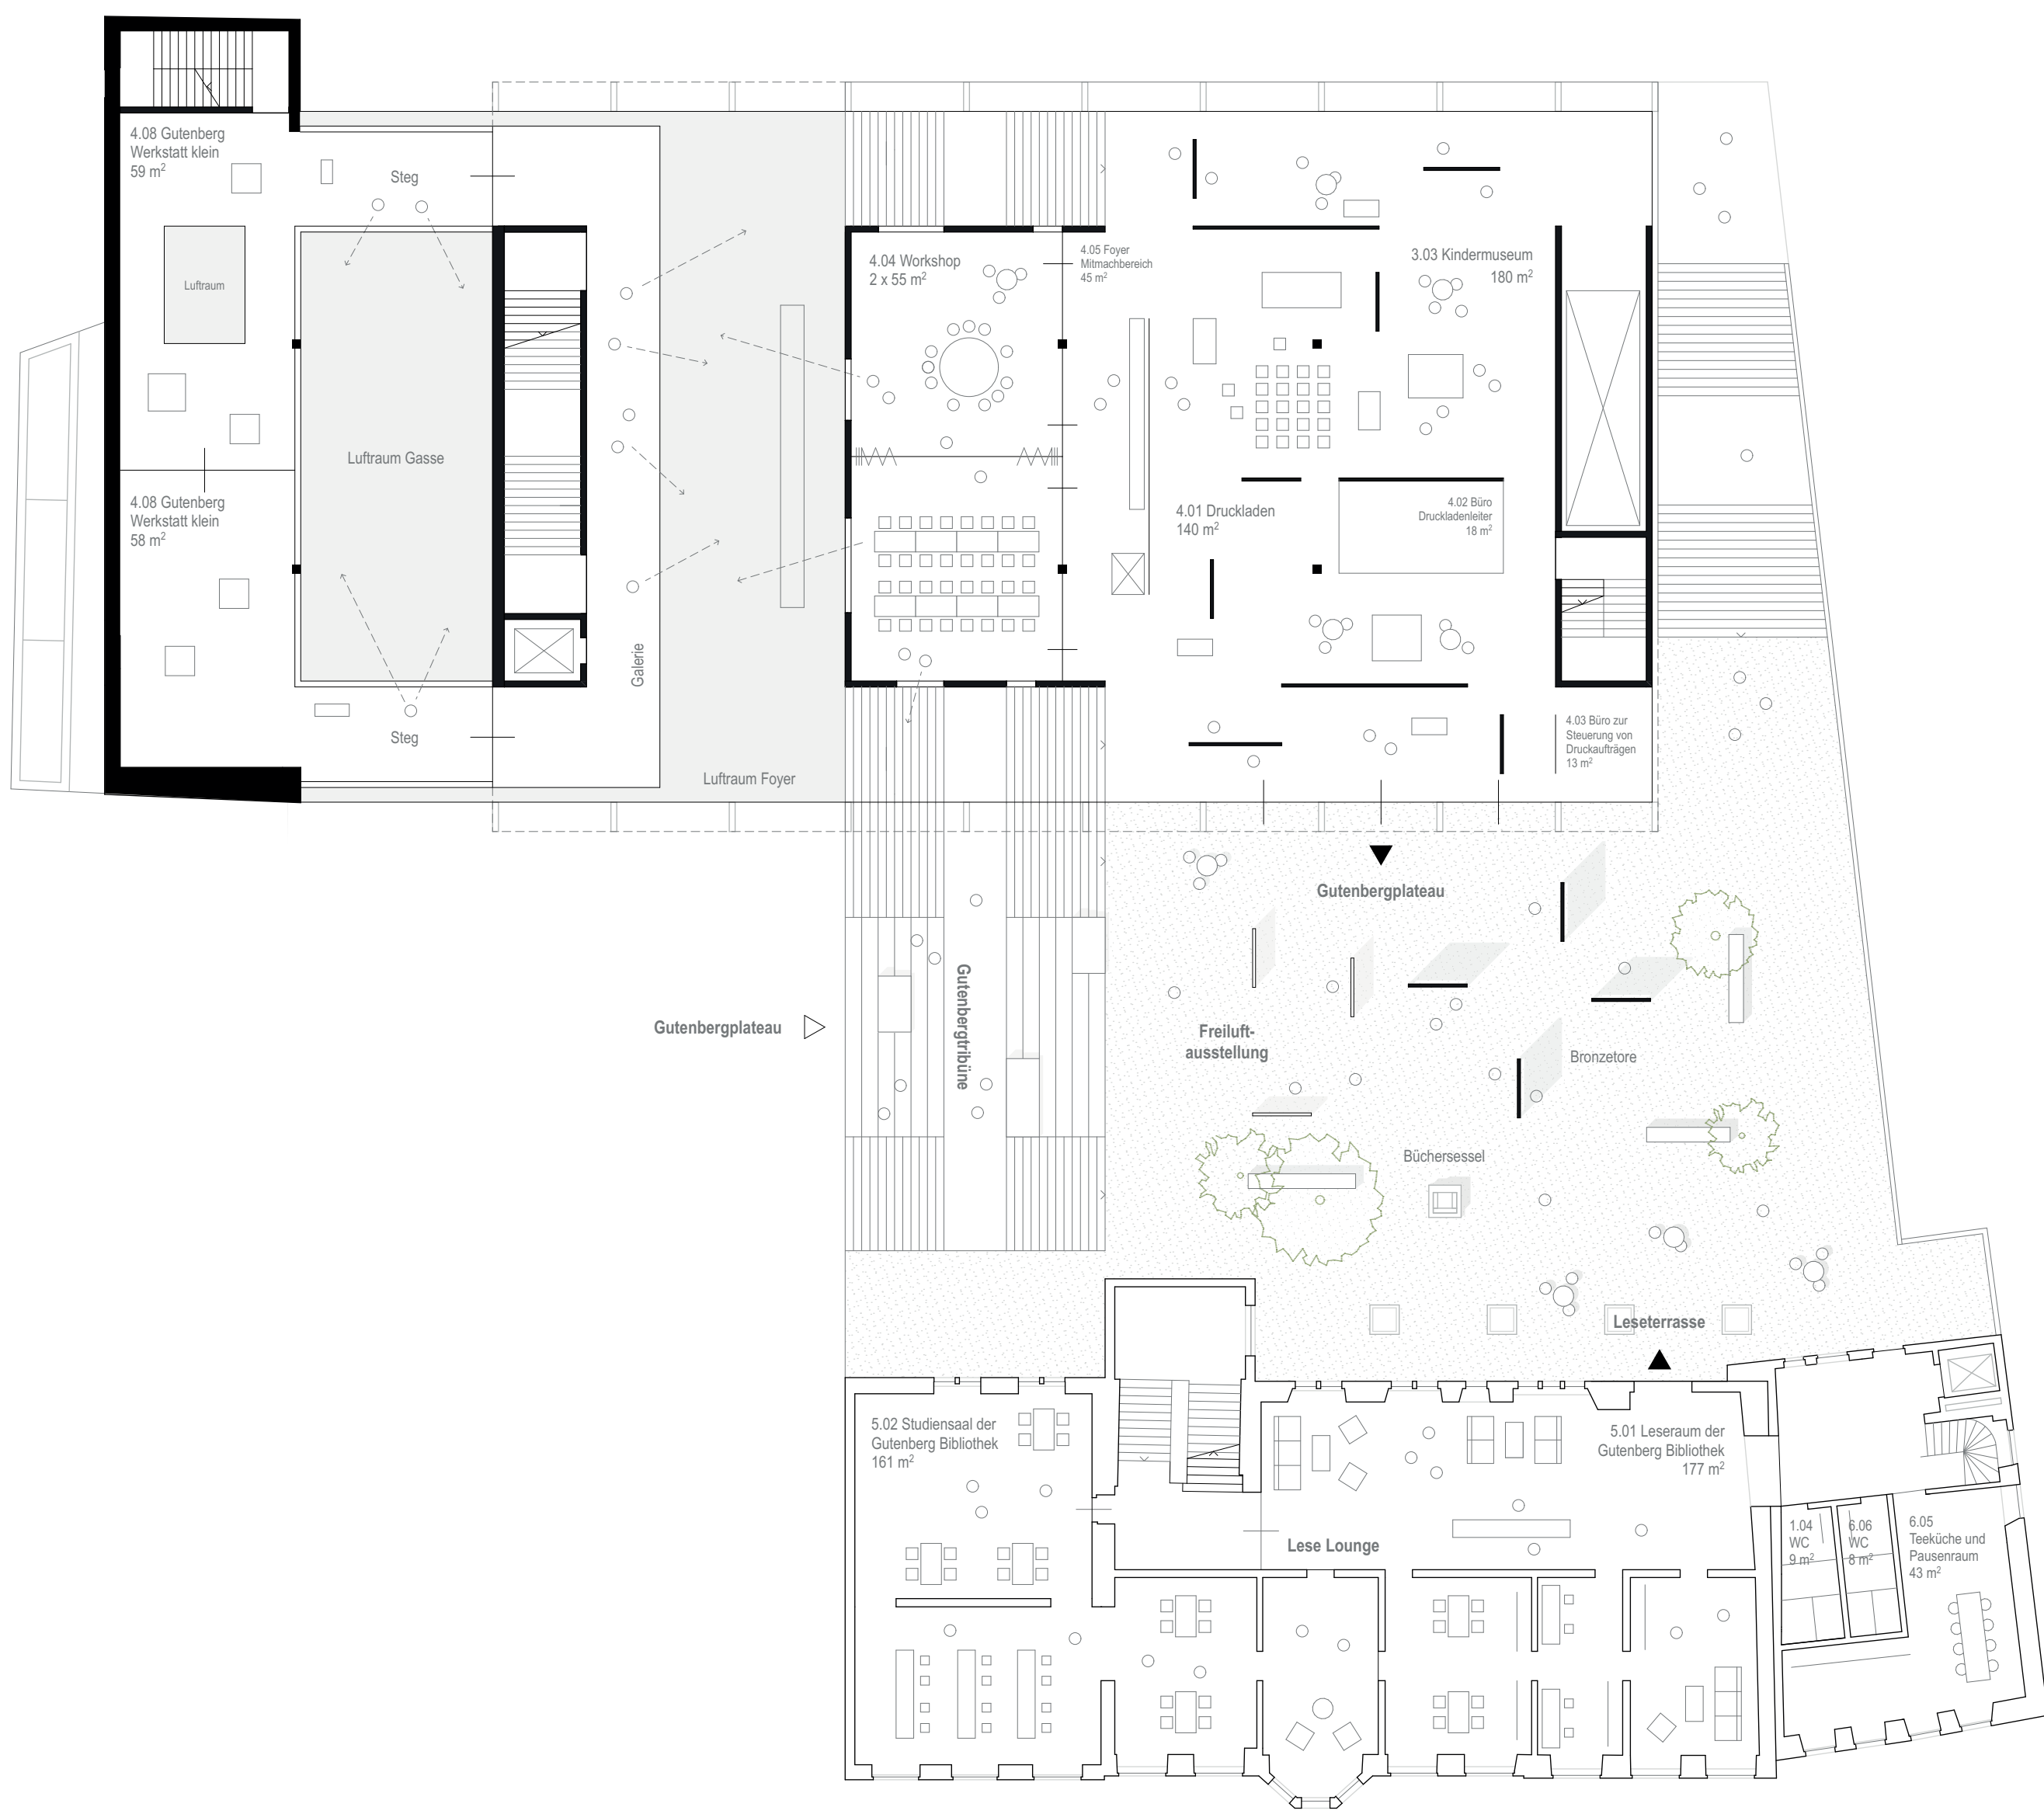 4.08 Gutenberg
Werkstatt klein
59 m²
Steg
Luftraum
Luftraum Gasse
4.08 Gutenberg
Werkstatt klein
58 m²
Steg
Galerie
Luftraum Foyer
4.04 Workshop
2 x 55 m²
4.05 Foyer
Mitmachbereich
45 m²
3.03 Kindermuseum
180 m²
4.01 Druckladen
140 m²
4.02 Büro
Druckladenleiter
18 m²
4.03 Büro zur
Steuerung von
Druckaufträgen
13 m²
Gutenbergplateau
Gutenbergplateau
Gutenbergtribüne
Freiluft-
ausstellung
Bronzetore
Büchersessel
Leseterrasse
5.02 Studiensaal der
Gutenberg Bibliothek
161 m²
5.01 Leseraum der
Gutenberg Bibliothek
177 m²
Lese Lounge
1.04
WC
9 m²
6.06
WC
8 m²
6.05
Teeküche und
Pausenraum
43 m²